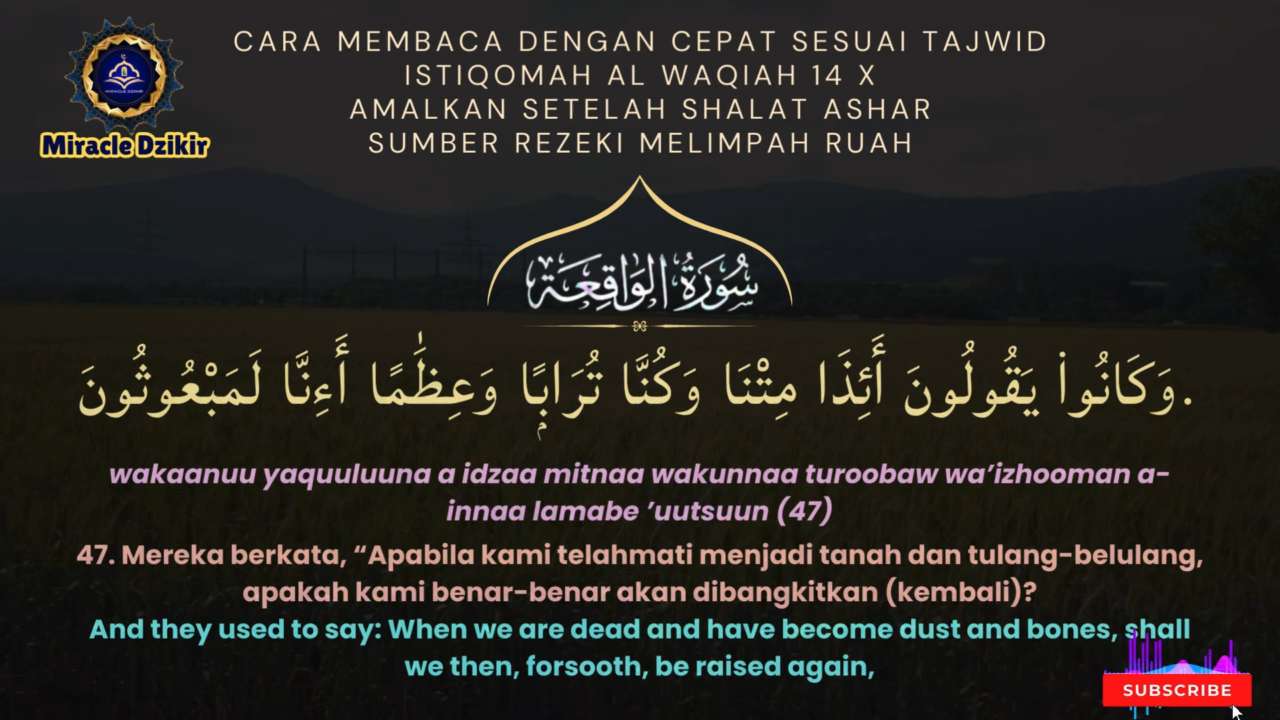 CARA MEMBACA DENGAN CEPAT SESUAI TAJWID
ISTIQOMAH AL WAQIAH 14 X
AMALKAN SETELAH SHALAT ASHAR
SUMBER REZEKI MELIMPAH RUAH
MIRACLE DZIKIR
Miracle Dzikir
سُورَةُ الوَاقِعَة
وَكَانُوا۟ يَقُولُونَ أَئِذَا مِتْنَا وَكُنَّا تُرَابًۭا وَعِظَٰمًا أَءِنَّا لَمَبْعُوثُونَ.
wakaanuu yaquuluuna a idzaa mitnaa wakunnaa turoobaw wa’izhooman a-
innaa lamabe ’uutsuun (47)
47. Mereka berkata, “Apabila kami telahmati menjadi tanah dan tulang-belulang,
apakah kami benar-benar akan dibangkitkan (kembali)?
And they used to say: When we are dead and have become dust and bones, shall
we then, forsooth, be raised again,
SUBSCRIBE